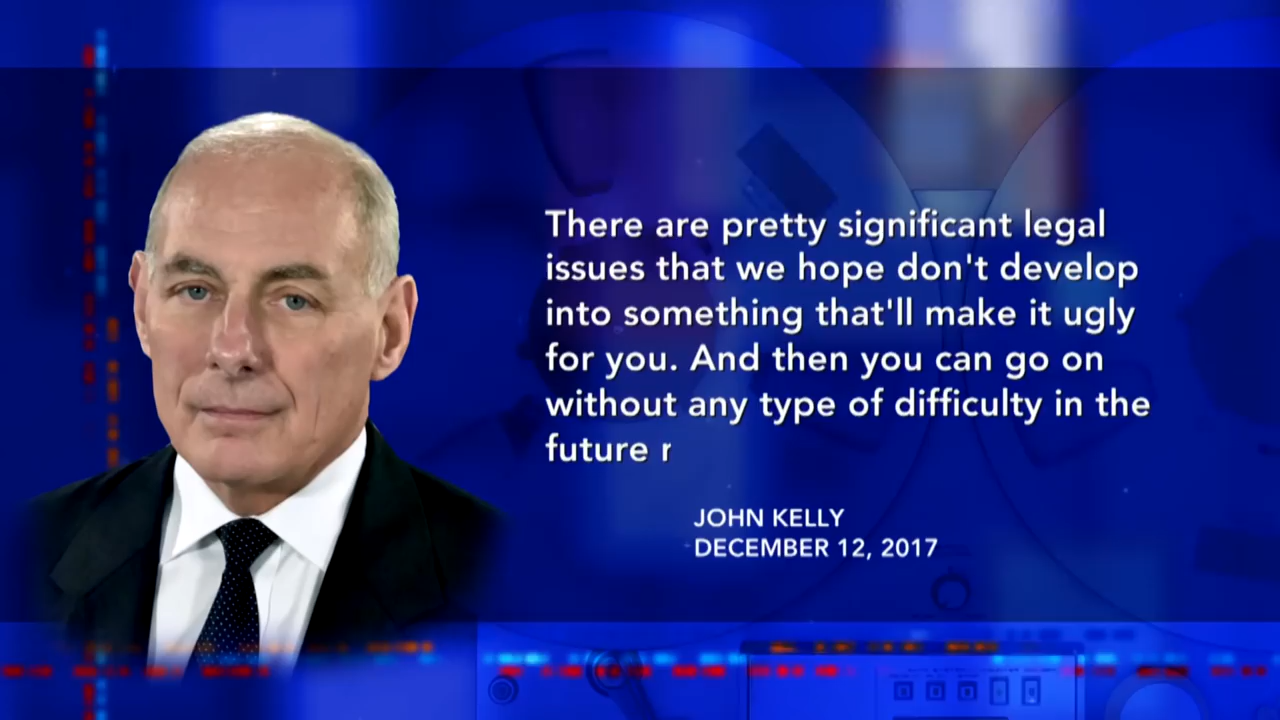 There are pretty significant legal
issues that we hope don't develop
into something that'll make it ugly
for you. And then you can go on
without any type of difficulty in the
future r
JOHN KELLY
DECEMBER 12, 2017